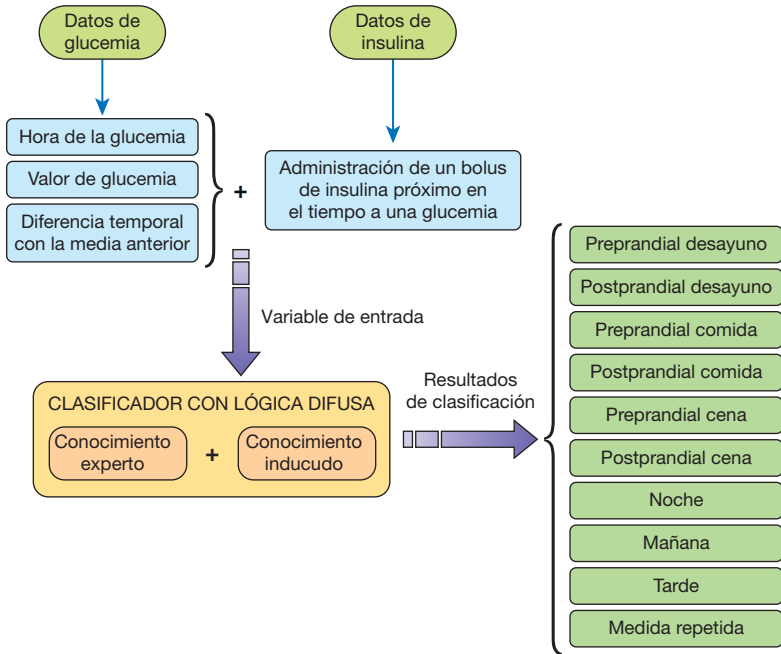 Datos de
glucemia
Datos de
insulina
Hora de la glucemia
Valor de glucemia
Diferencia temporal
con la media anterior
+
Administración de un bolus
de insulina próximo en
el tiempo a una glucemia
Variable de entrada
CLASIFICADOR CON LÓGICA DIFUSA
Conocimiento
experto
+
Conocimiento
inducudo
Resultados
de clasificación
Preprandial desayuno
Postprandial desayuno
Preprandial comida
Postprandial comida
Preprandial cena
Postprandial cena
Noche
Mañana
Tarde
Medida repetida